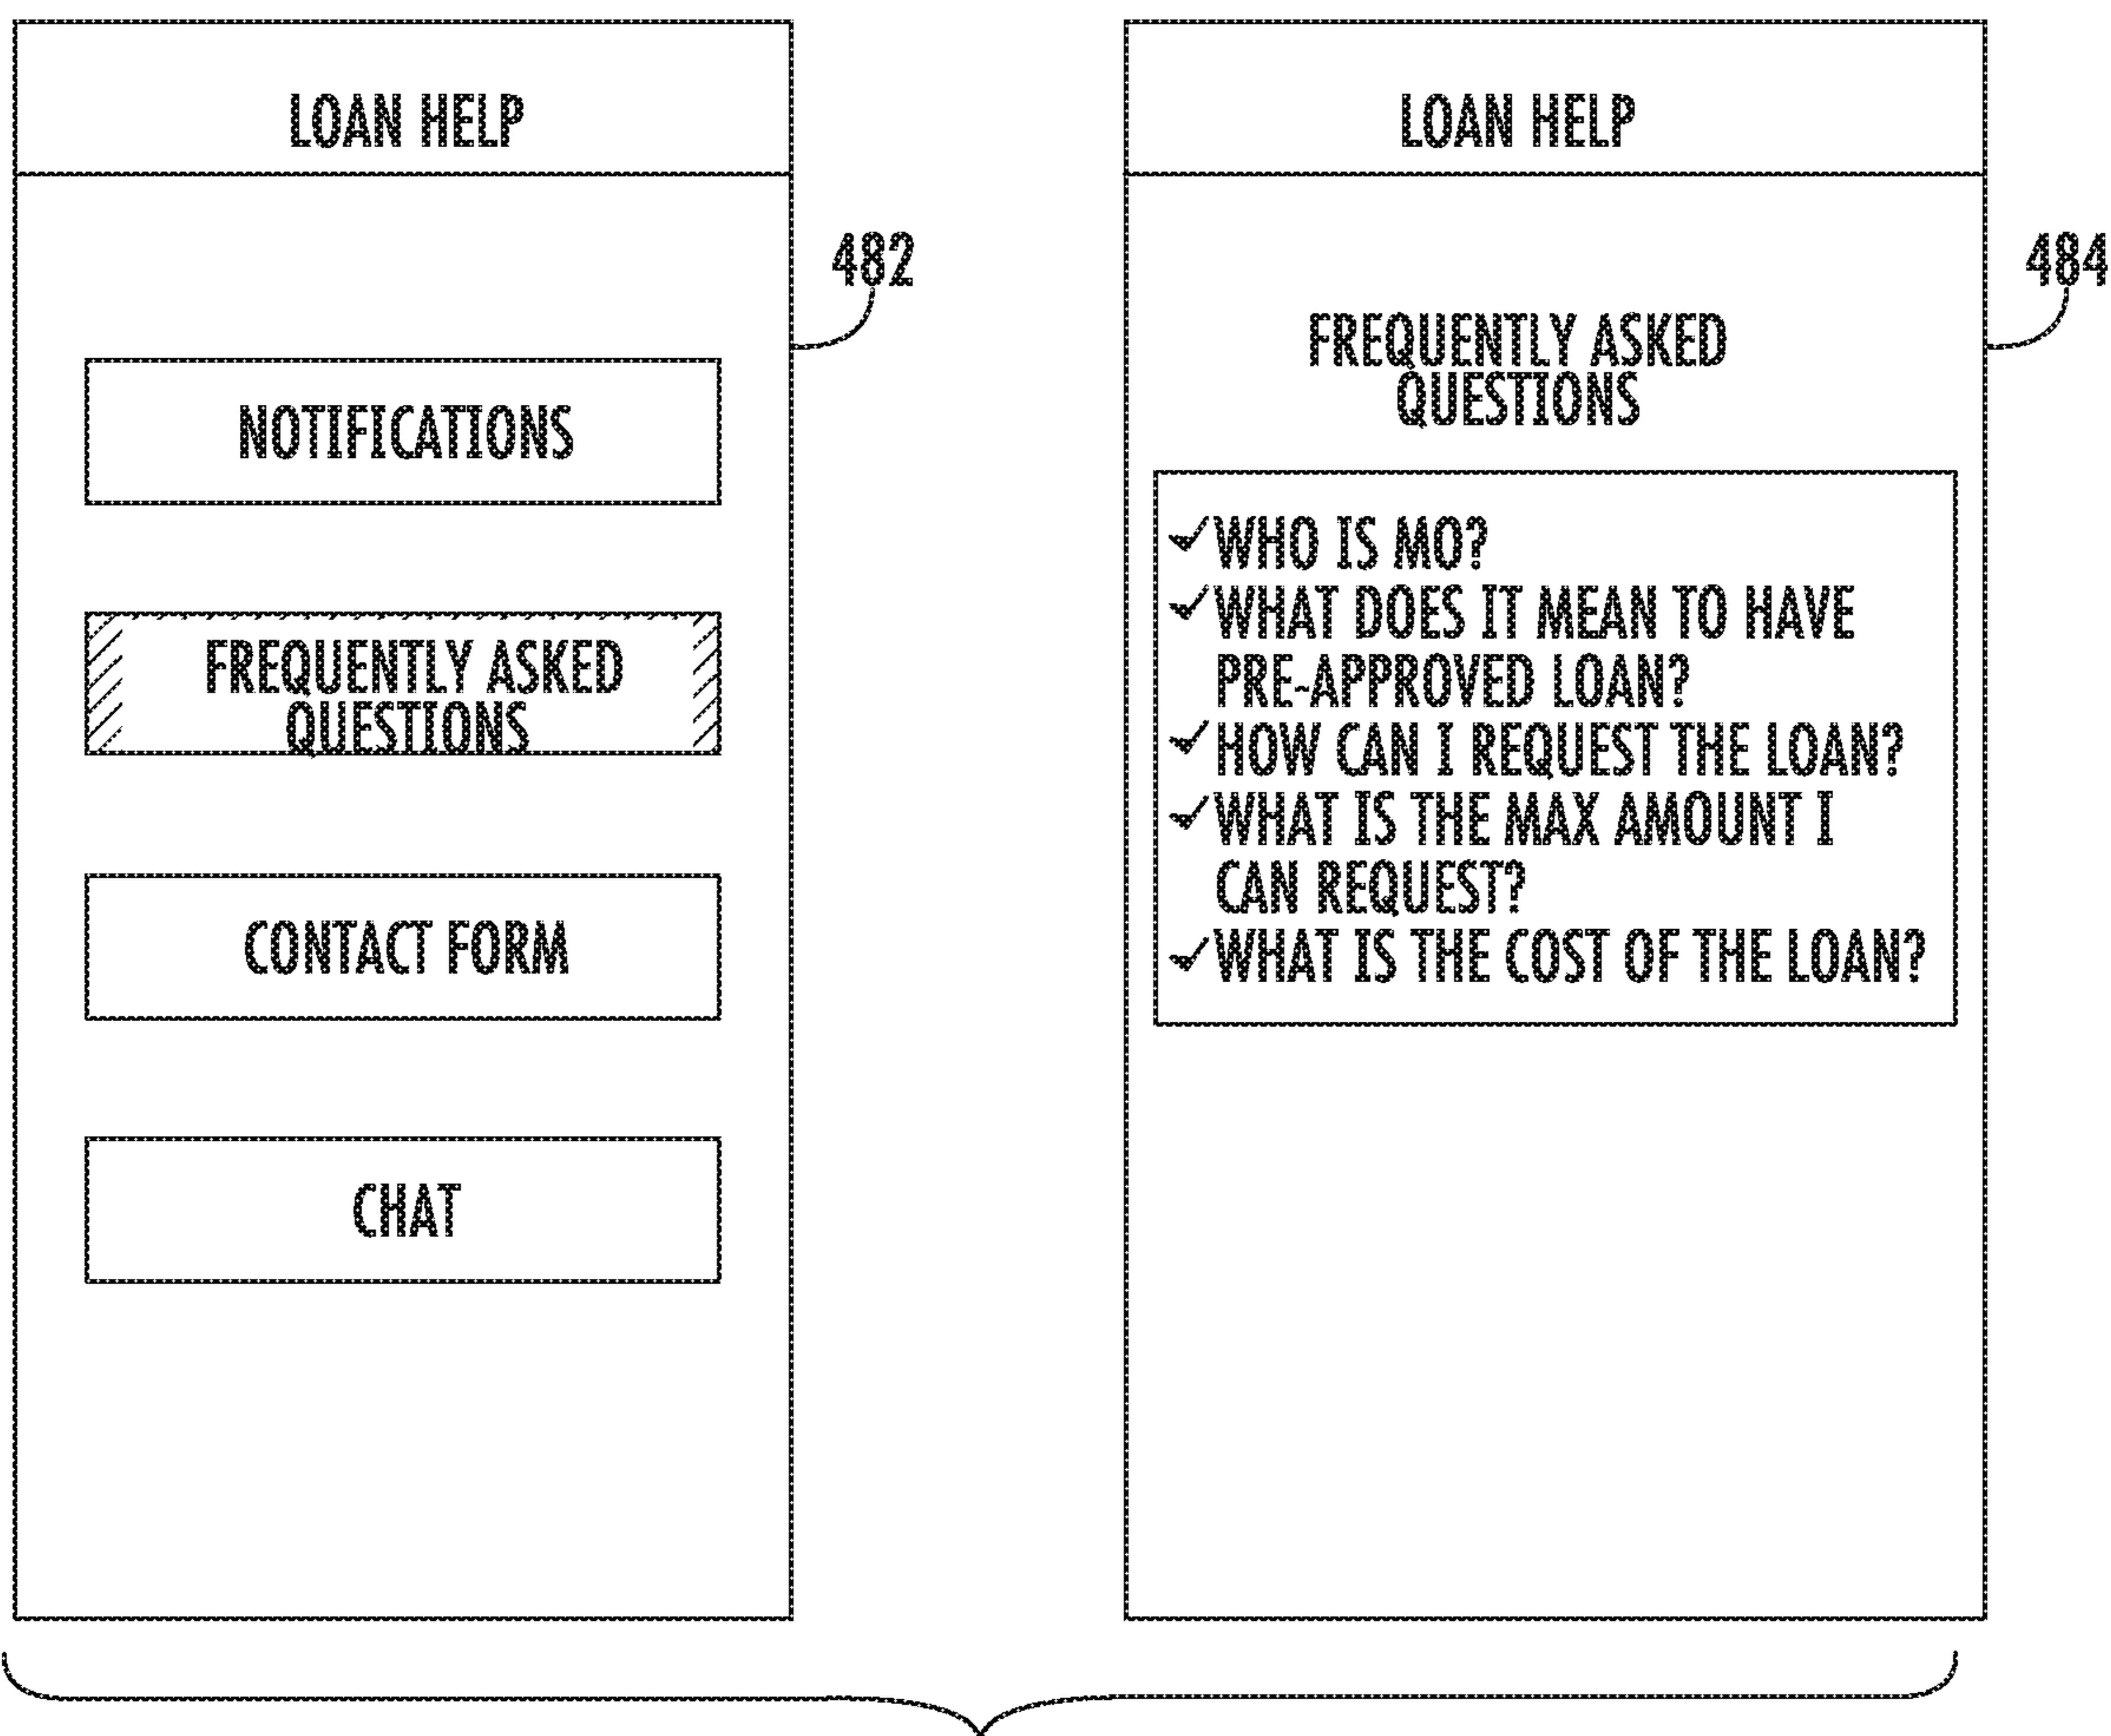 LOAN HELP
482
NOTIFICATIONS
FREQUENTLY ASKED
QUESTIONS
CONTACT FORM
CHAT
LOAN HELP
484
FREQUENTLY ASKED
QUESTIONS
WHO IS MO?
WHAT DOES IT MEAN TO HAVE
PRE-APPROVED LOAN?
HOW CAN I REQUEST THE LOAN?
WHAT IS THE MAX AMOUNT I
CAN REQUEST?
WHAT IS THE COST OF THE LOAN?